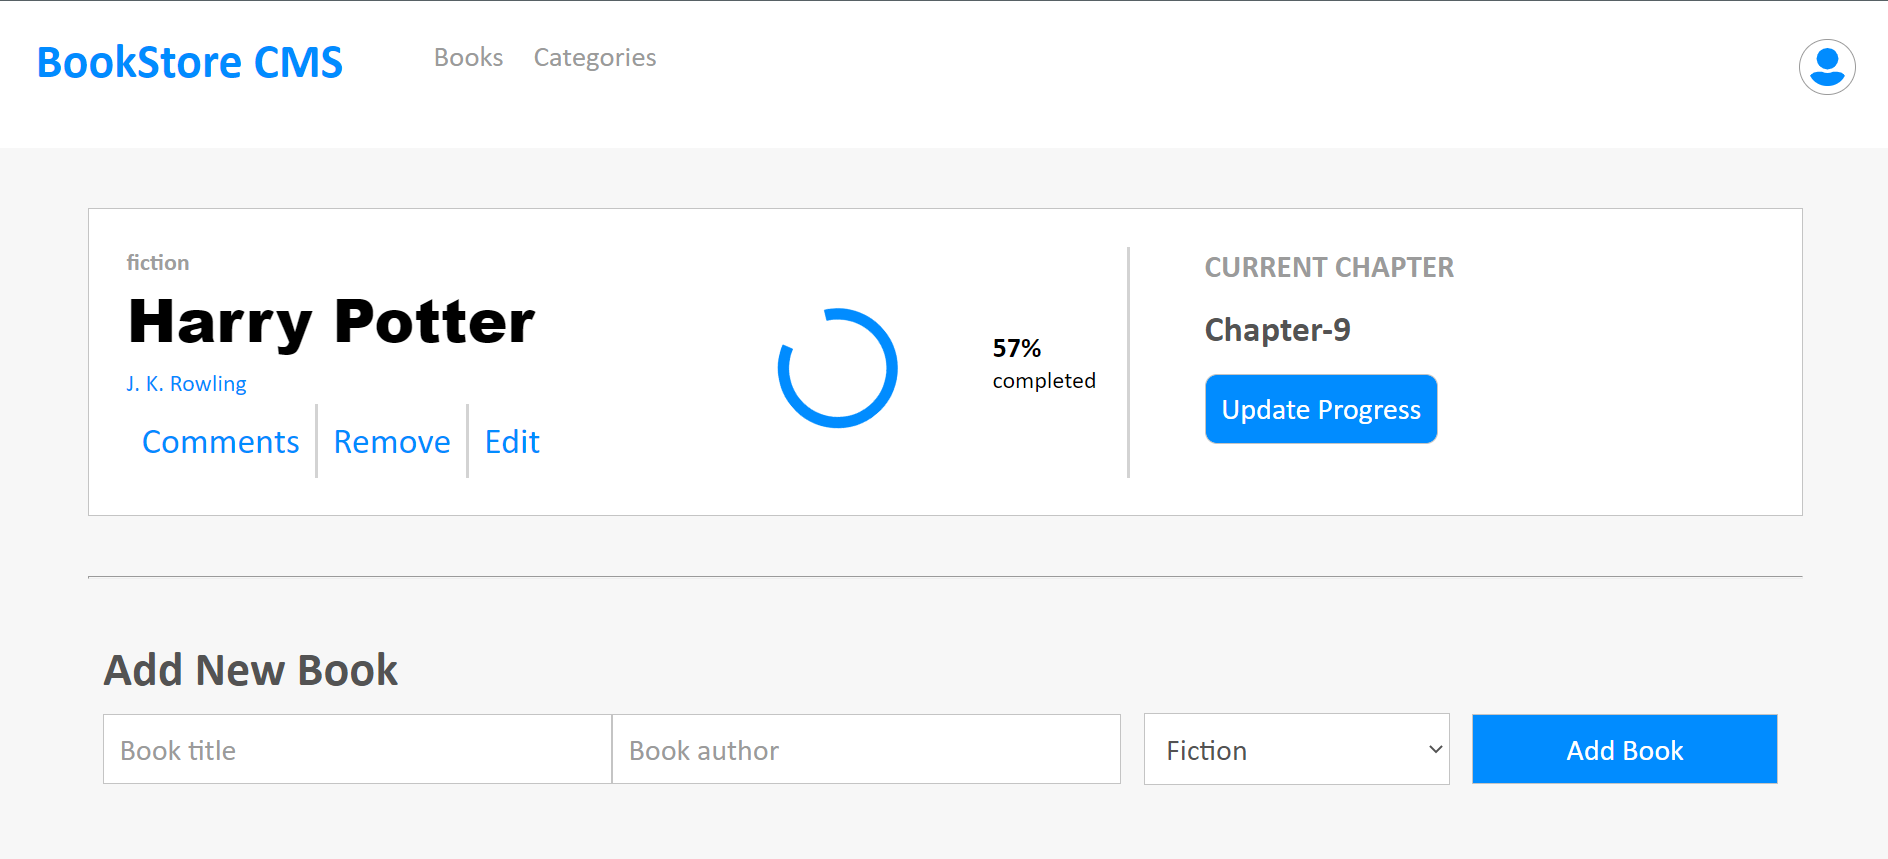 BookStore CMS
Books Categories
fiction
Harry Potter
J. K. Rowling
Comments Remove Edit
57%
completed
CURRENT CHAPTER
Chapter-9
Update Progress
Add New Book
Book title Book author Fiction Add Book